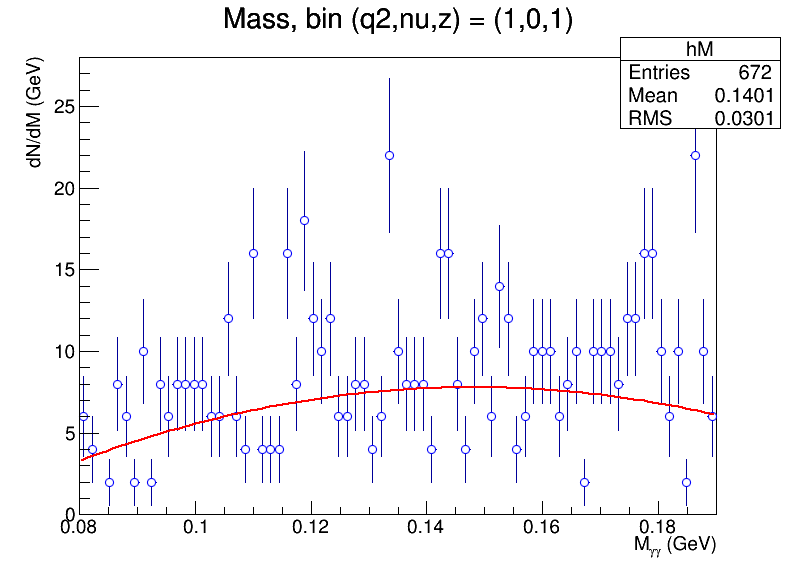 Mass, bin (q2,nu,z) = (1,0,1)
hM
Entries 672
Mean 0.1401
RMS 0.0301
dN/dM (GeV)
25
20
15
10
5
0
0.08 0.1 0.12 0.14 0.16 0.18
Mγγ (GeV)